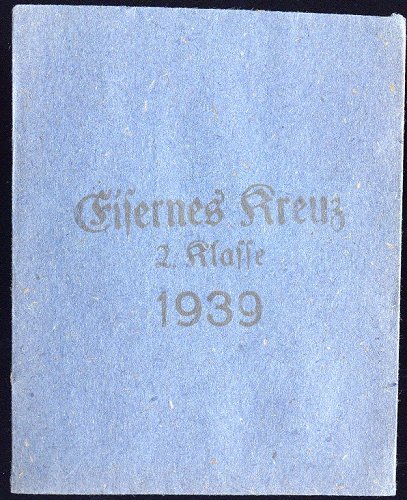 Eisernes Kreuz
2. Klasse
1939